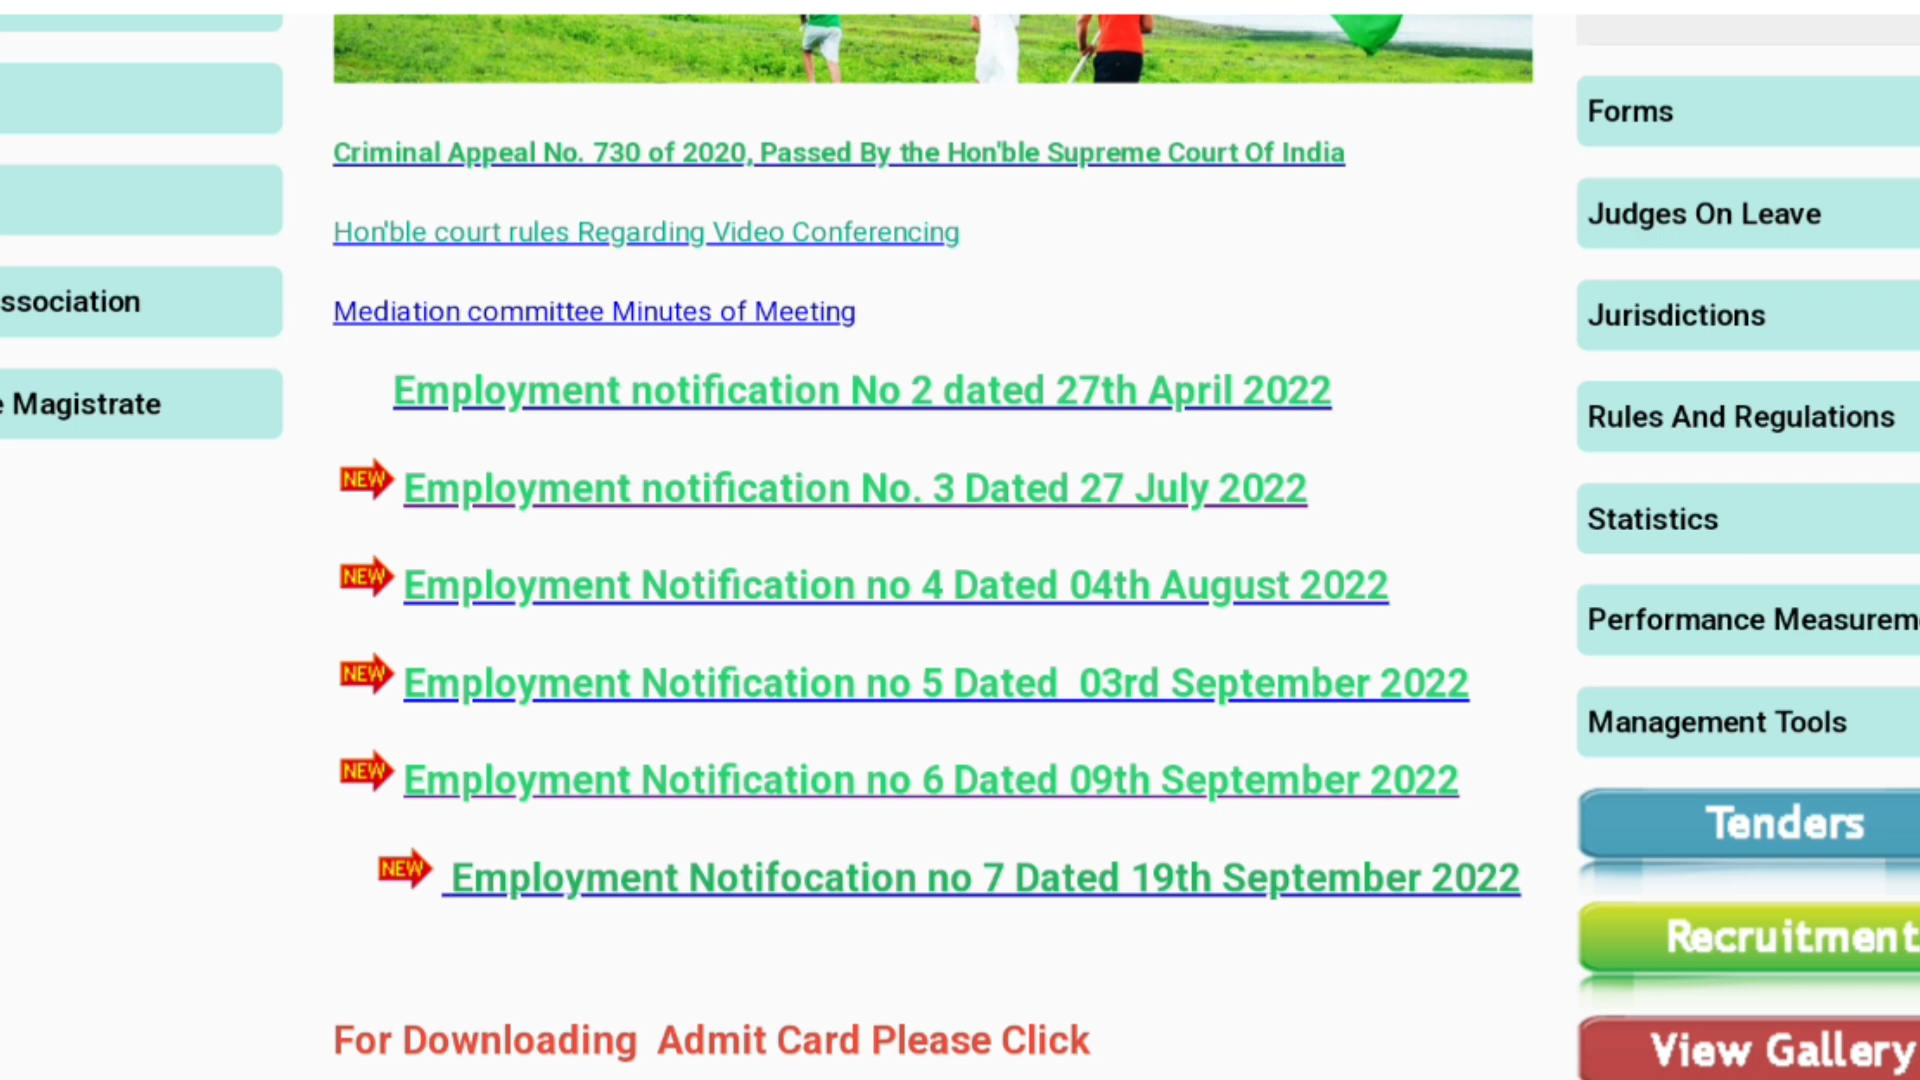 ssociation
e Magistrate
Criminal Appeal No. 730 of 2020, Passed By the Hon'ble Supreme Court Of India
Hon'ble court rules Regarding Video Conferencing
Mediation committee Minutes of Meeting
Employment notification No 2 dated 27th April 2022
NEW Employment notification No. 3 Dated 27 July 2022
NEW Employment Notification no 4 Dated 04th August 2022
NEW Employment Notification no 5 Dated 03rd September 2022
NEW Employment Notification no 6 Dated 09th September 2022
NEW Employment Notifocation no 7 Dated 19th September 2022
For Downloading Admit Card Please Click
Forms
Judges On Leave
Jurisdictions
Rules And Regulations
Statistics
Performance Measurem
Management Tools
Tenders
Recruitment
View Gallery